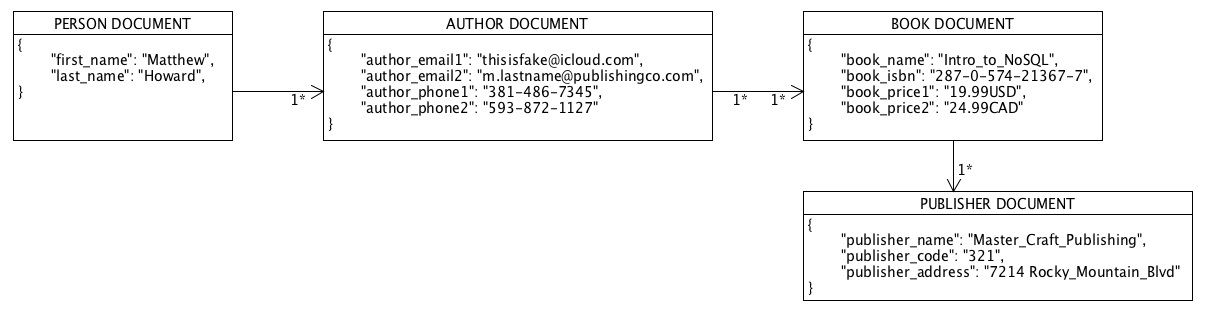 PERSON DOCUMENT
{
"first_name": "Matthew",
"last_name": "Howard",
}
1*
AUTHOR DOCUMENT
{
"author_email1": "thisisfake@icloud.com",
"author_email2": "m.lastname@publishingco.com",
"author_phone1": "381-486-7345",
"author_phone2": "593-872-1127"
}
1*
1*
BOOK DOCUMENT
{
"book_name": "Intro_to_NoSQL",
"book_isbn": "287-0-574-21367-7",
"book_price1": "19.99USD",
"book_price2": "24.99CAD"
}
1*
PUBLISHER DOCUMENT
{
"publisher_name": "Master_Craft_Publishing",
"publisher_code": "321",
"publisher_address": "7214 Rocky_Mountain_Blvd"
}